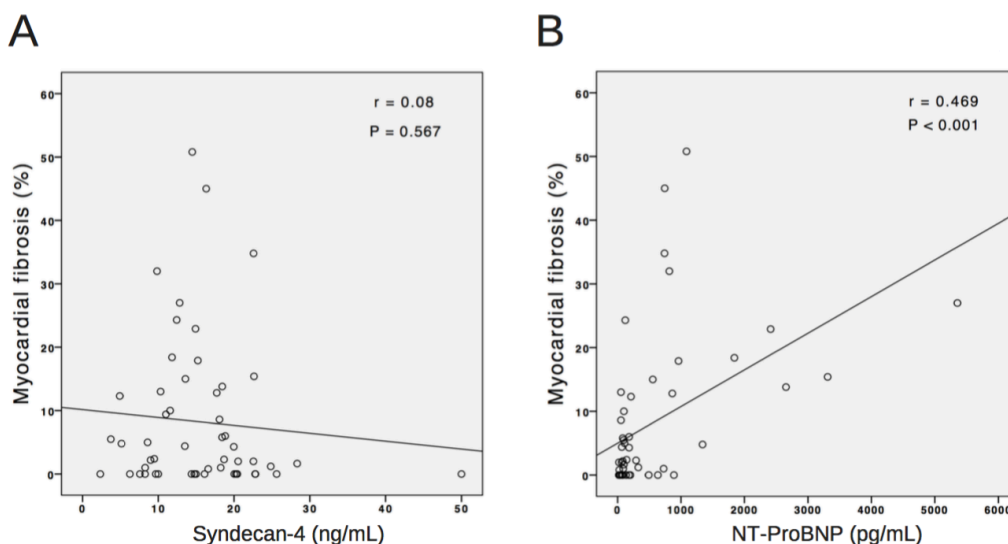 A
B
r = 0.08
P = 0.567
60
50
40
30
20
10
0
Myocardial fibrosis (%)
0 10 20 30 40 50
Syndecan-4 (ng/mL)
r = 0.469
P < 0.001
60
50
40
30
20
10
0
Myocardial fibrosis (%)
0 1000 2000 3000 4000 5000 6000
NT-ProBNP (pg/mL)